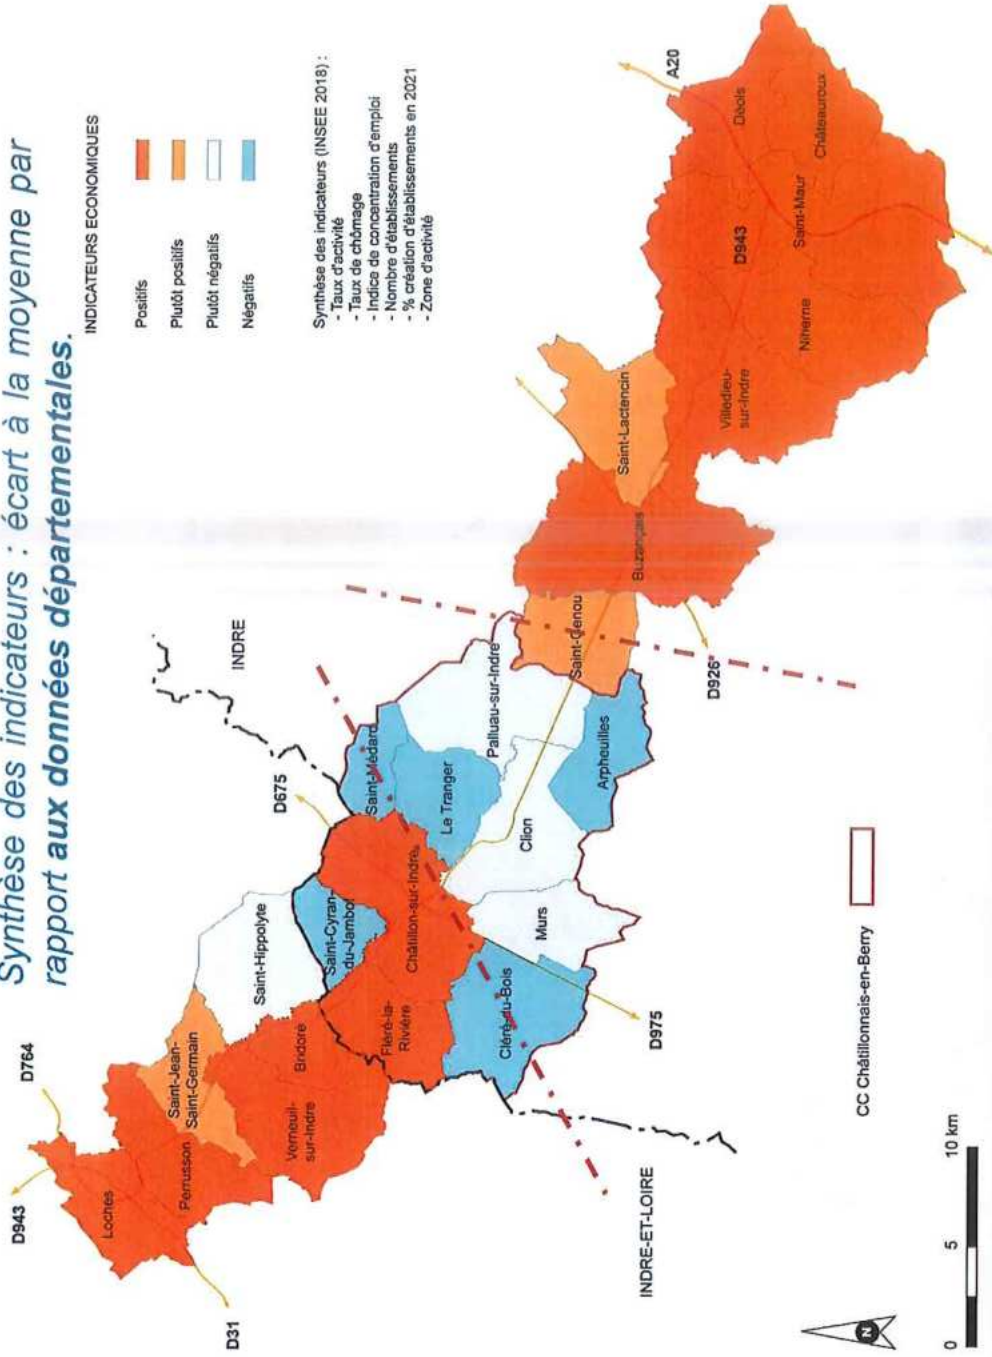 Synthèse des indicateurs : écart à la moyenne par
rapport aux données départementales.
INDICATEURS ECONOMIQUES
Positifs
Plutôt positifs
Plutôt négatifs
Négatifs
Synthèse des indicateurs (INSEE 2018) :
- Taux d'activité
- Taux de chômage
- Indice de concentration d'emploi
- Nombre d'établissements
- % création d'établissements en 2021
- Zone d'activité
D943
D764
D31
Loches
Perrusson
Saint-Jean-
Saint-Germain
Verneuil-
sur-Indre
Bridoré
Saint-Hippolyte
Saint-Cyran-
du-Jambot
Fléré-la-
Rivière
Châtillon-sur-Indre
Cléré-du-Bois
D675
INDRE
Saint-Médard
Le Tranger
Palluau-sur-Indre
Clion
Murs
Arpheuilles
Saint-Genou
D975
D926
Buzançais
Saint-Lactencin
Villedieu-
sur-Indre
Niherne
D943
Saint-Maur
Déols
Châteauroux
A20
INDRE-ET-LOIRE
CC Châtillonnais-en-Berry
N
0
5
10 km